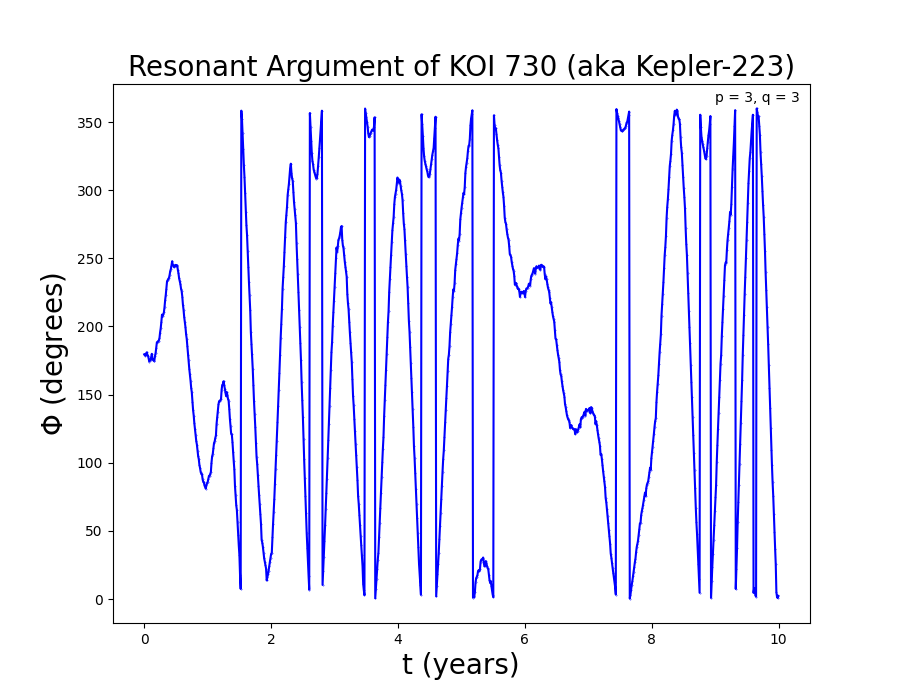 Resonant Argument of KOI 730 (aka Kepler-223)
p = 3, q = 3
350
300
250
200
150
100
50
0
Φ (degrees)
0 2 4 6 8 10
t (years)